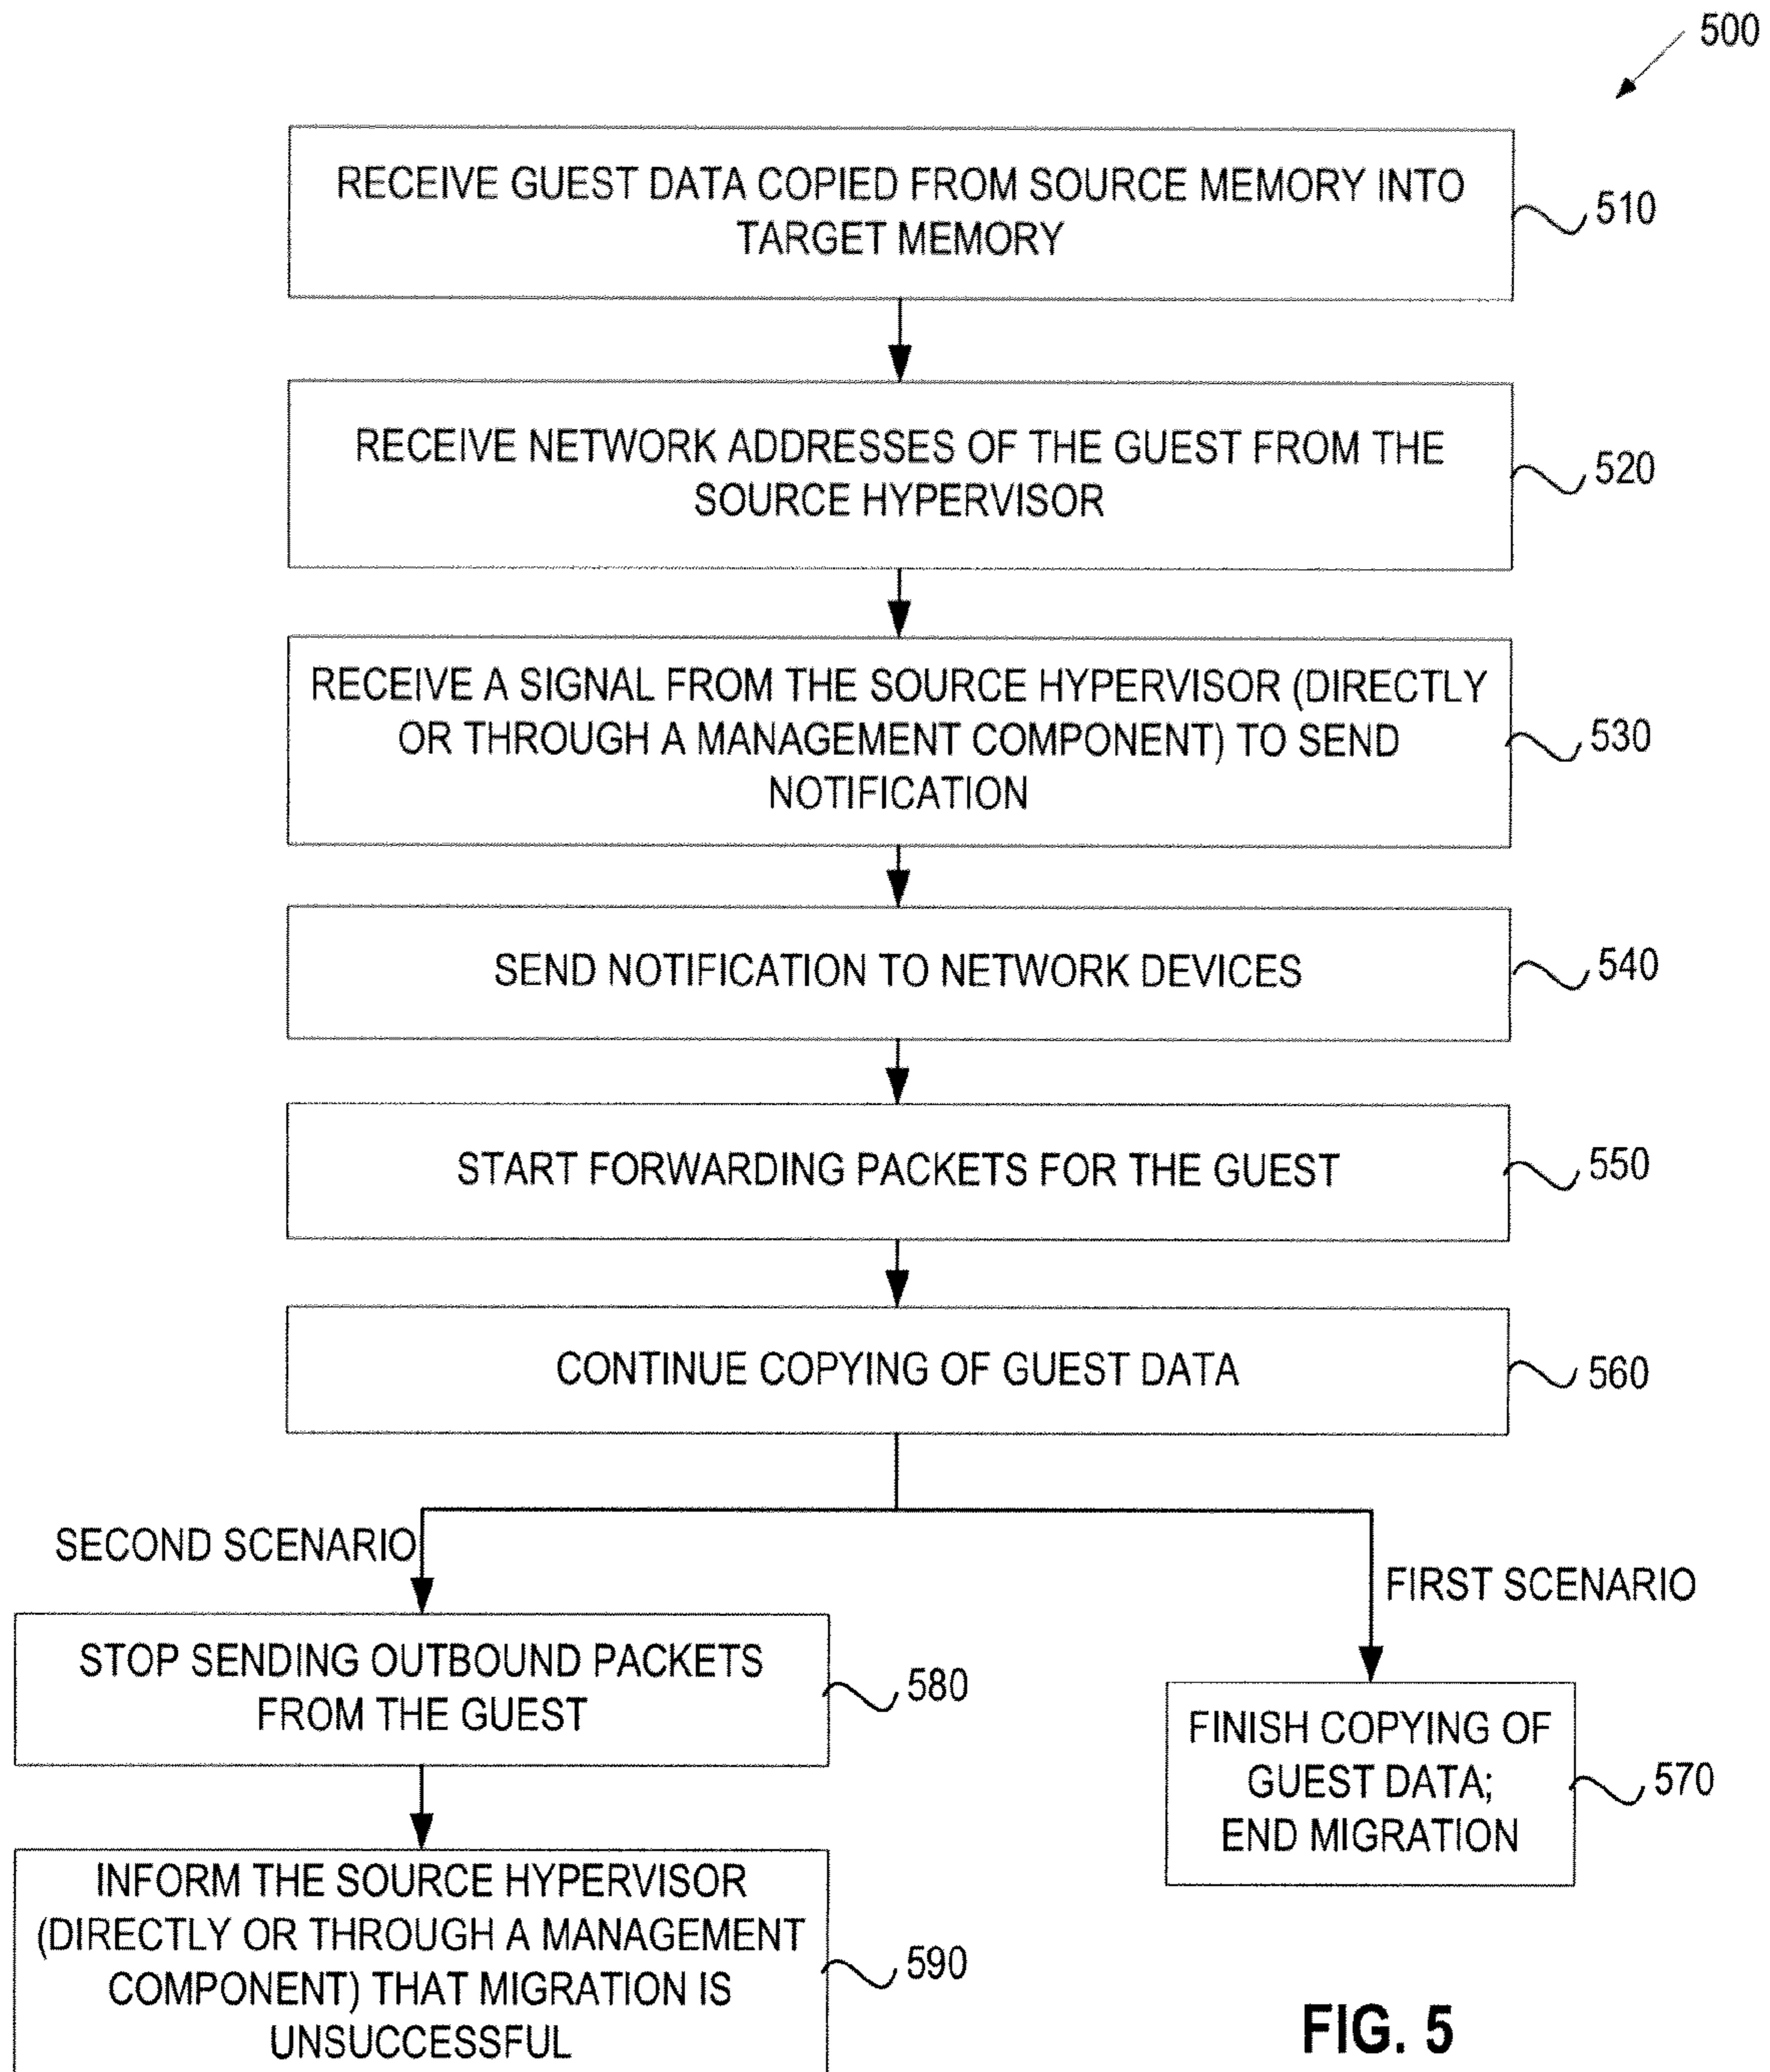 500
RECEIVE GUEST DATA COPIED FROM SOURCE MEMORY INTO
TARGET MEMORY
510
RECEIVE NETWORK ADDRESSES OF THE GUEST FROM THE
SOURCE HYPERVISOR
520
RECEIVE A SIGNAL FROM THE SOURCE HYPERVISOR (DIRECTLY
OR THROUGH A MANAGEMENT COMPONENT) TO SEND
NOTIFICATION
530
SEND NOTIFICATION TO NETWORK DEVICES
540
START FORWARDING PACKETS FOR THE GUEST
550
CONTINUE COPYING OF GUEST DATA
560
SECOND SCENARIO
FIRST SCENARIO
STOP SENDING OUTBOUND PACKETS
FROM THE GUEST
580
FINISH COPYING OF
GUEST DATA;
END MIGRATION
570
INFORM THE SOURCE HYPERVISOR
(DIRECTLY OR THROUGH A MANAGEMENT
COMPONENT) THAT MIGRATION IS
UNSUCCESSFUL
590
FIG. 5